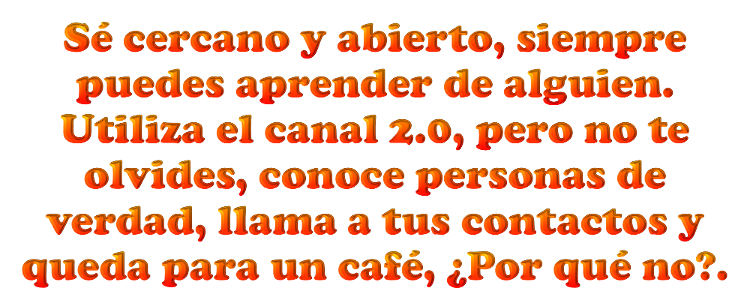 Sé cercano y abierto, siempre
puedes aprender de alguien.
Utiliza el canal 2.0, pero no te
olvides, conoce personas de
verdad, llama a tus contactos y
queda para un café, ¿Por qué no?.